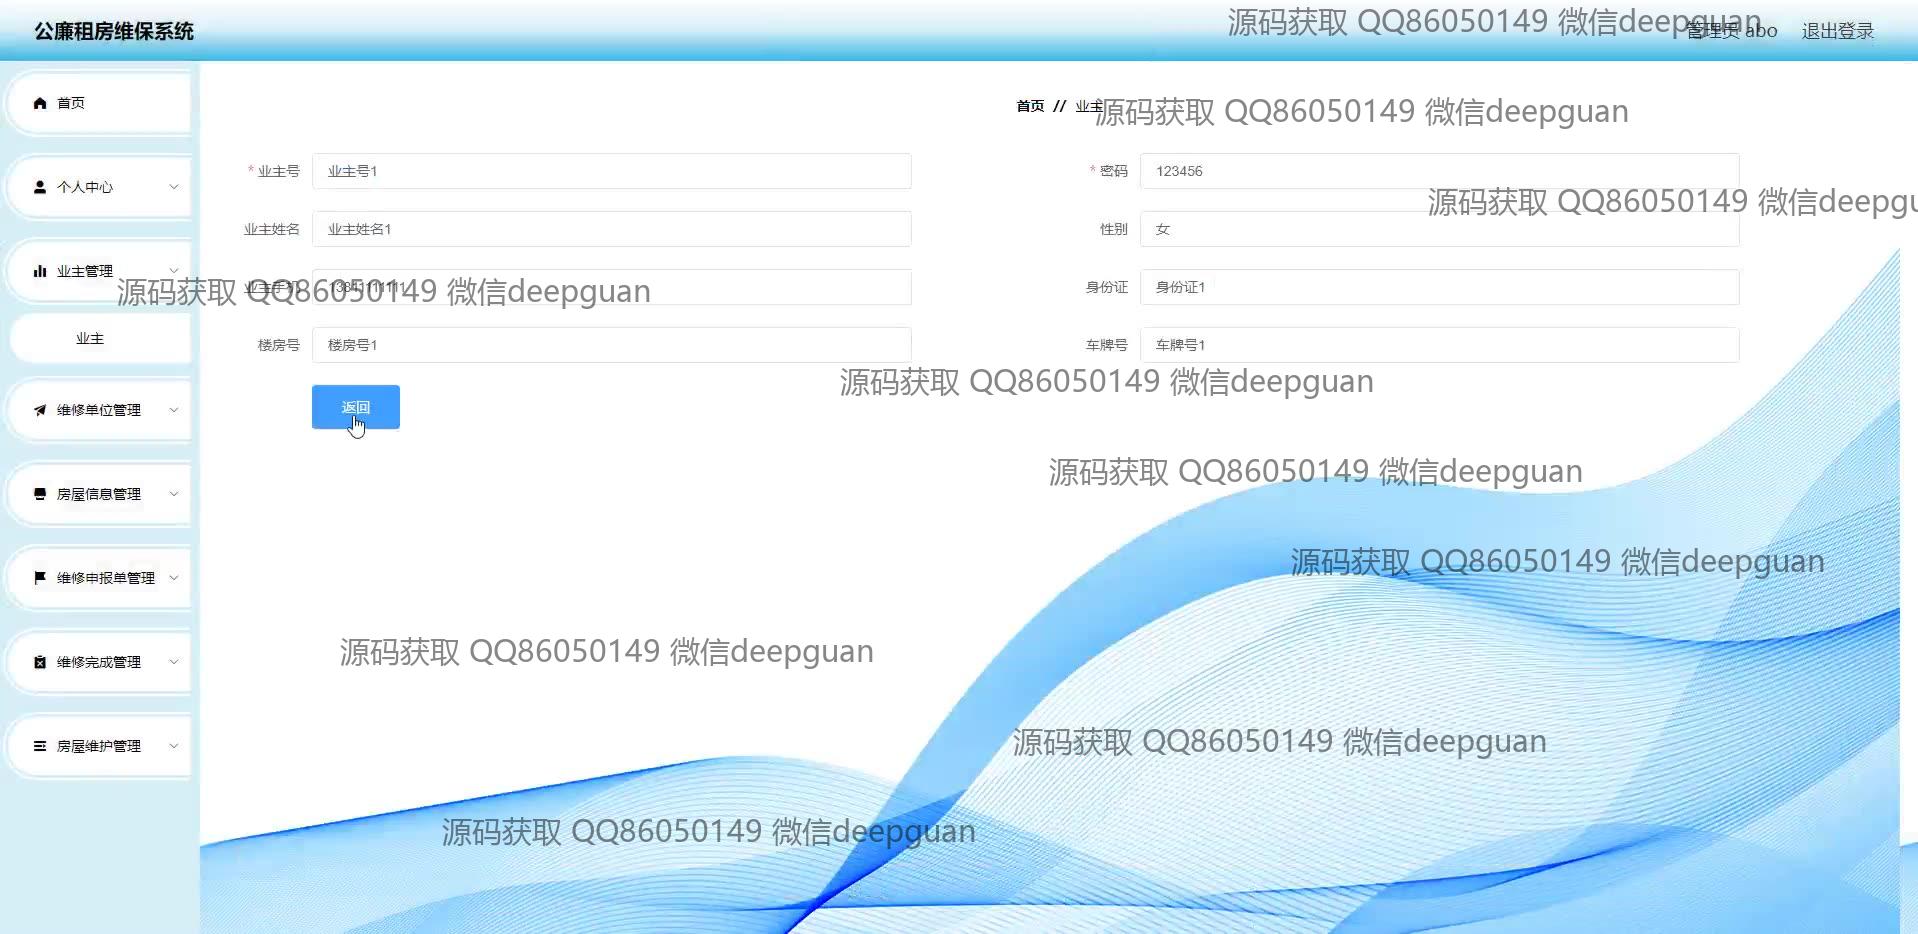 公廉租房维保系统
源码获取 QQ86050149 微信deepguan
管理员 abo
退出登录
首页
首页 // 业主
源码获取 QQ86050149 微信deepguan
* 业主号
业主号1
* 密码
123456
个人中心
源码获取 QQ86050149 微信deepgu
业主姓名
业主姓名1
性别
女
业主管理
业主手机
13841111111
源码获取 QQ86050149 微信deepguan
身份证
身份证1
业主
楼房号
楼房号1
车牌号
车牌号1
源码获取 QQ86050149 微信deepguan
返回
维修单位管理
源码获取 QQ86050149 微信deepguan
房屋信息管理
源码获取 QQ86050149 微信deepguan
维修申报单管理
源码获取 QQ86050149 微信deepguan
维修完成管理
源码获取 QQ86050149 微信deepguan
房屋维护管理
源码获取 QQ86050149 微信deepguan